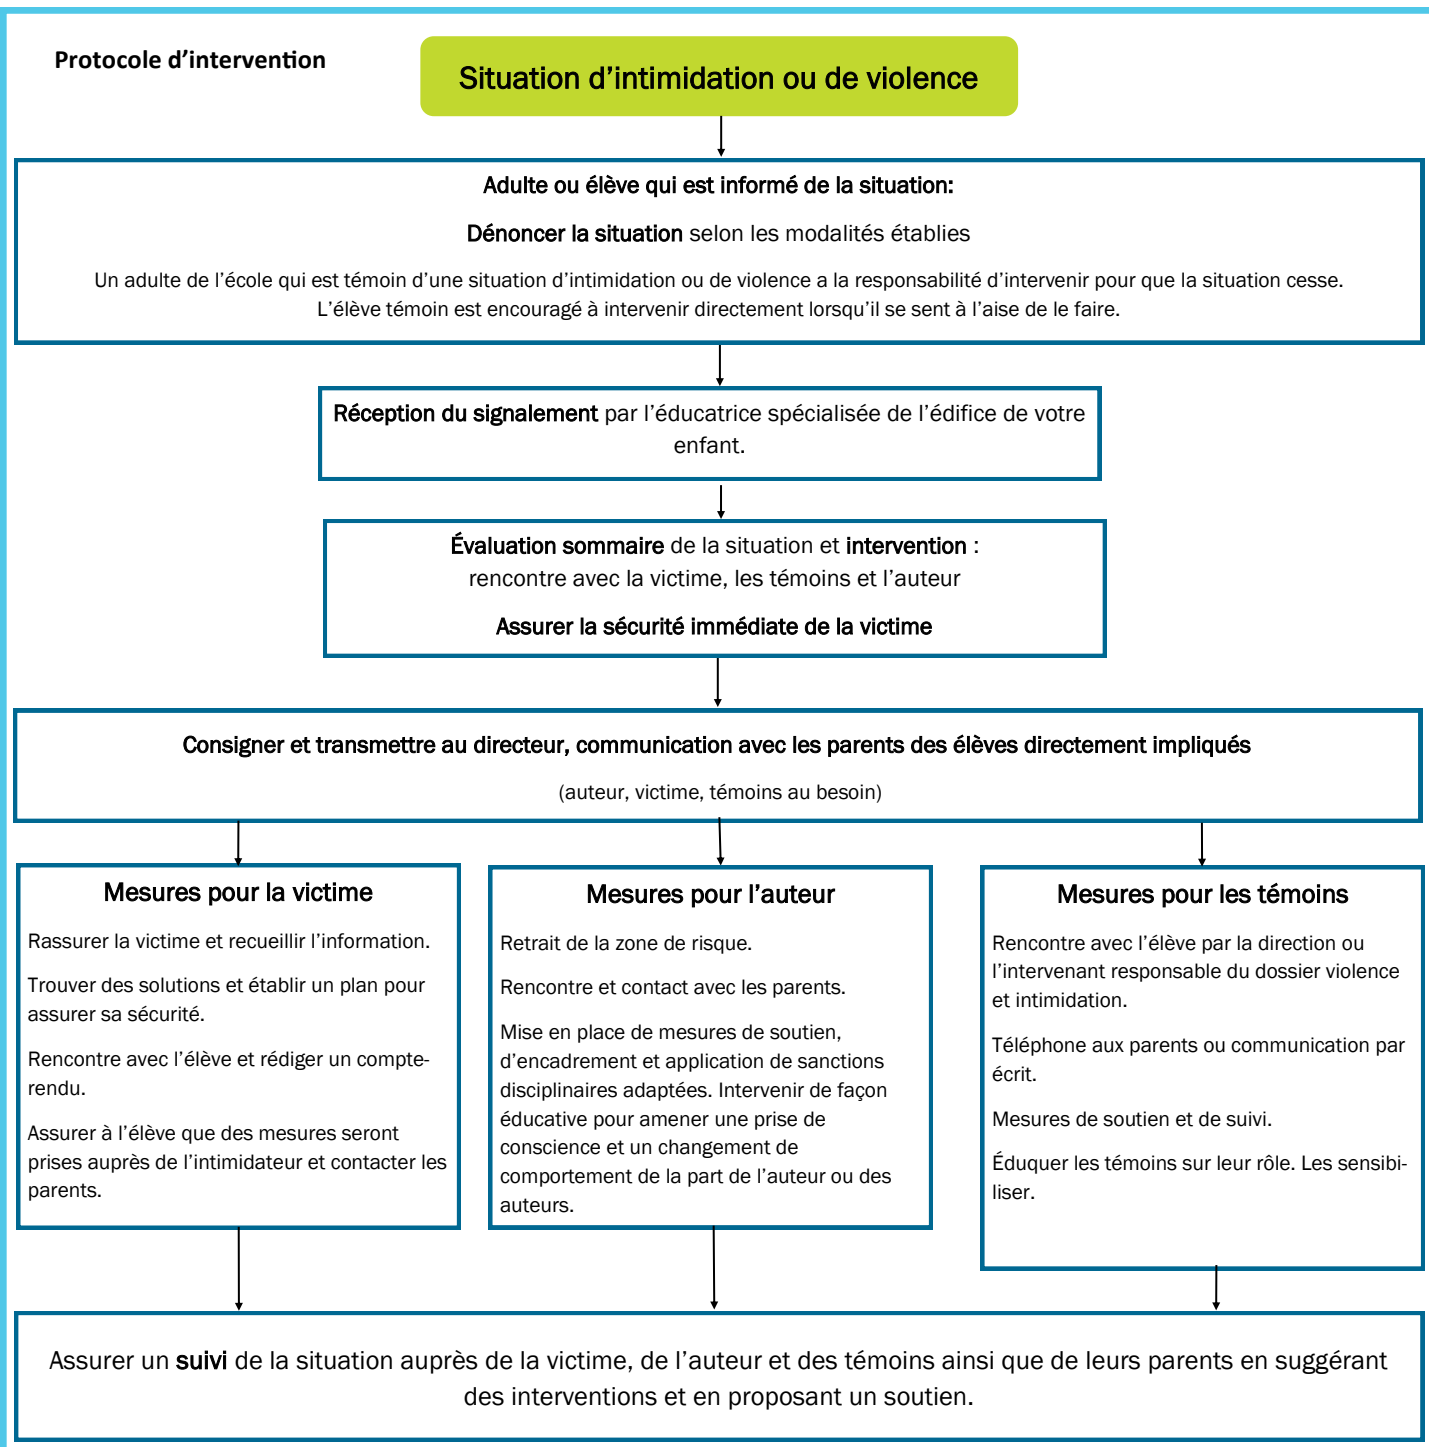 Protocole d'intervention
Situation d'intimidation ou de violence
Adulte ou élève qui est informé de la situation:
Dénoncer la situation selon les modalités établies
Un adulte de l'école qui est témoin d'une situation d'intimidation ou de violence a la responsabilité d'intervenir pour que la situation cesse.
L'élève témoin est encouragé à intervenir directement lorsqu'il se sent à l'aise de le faire.
Réception du signalement par l'éducatrice spécialisée de l'édifice de votre
enfant.
Évaluation sommaire de la situation et intervention :
rencontre avec la victime, les témoins et l'auteur
Assurer la sécurité immédiate de la victime
Consigner et transmettre au directeur, communication avec les parents des élèves directement impliqués
(auteur, victime, témoins au besoin)
Mesures pour la victime
Rassurer la victime et recueillir l'information.
Trouver des solutions et établir un plan pour
assurer sa sécurité.
Rencontre avec l'élève et rédiger un compte-
rendu.
Assurer à l'élève que des mesures seront
prises auprès de l'intimidateur et contacter les
parents.
Mesures pour l'auteur
Retrait de la zone de risque.
Rencontre et contact avec les parents.
Mise en place de mesures de soutien,
d'encadrement et application de sanctions
disciplinaires adaptées. Intervenir de façon
éducative pour amener une prise de
conscience et un changement de
comportement de la part de l'auteur ou des
auteurs.
Mesures pour les témoins
Rencontre avec l'élève par la direction ou
l'intervenant responsable du dossier violence
et intimidation.
Téléphone aux parents ou communication par
écrit.
Mesures de soutien et de suivi.
Éduquer les témoins sur leur rôle. Les sensibi-
liser.
Assurer un suivi de la situation auprès de la victime, de l'auteur et des témoins ainsi que de leurs parents en suggérant
des interventions et en proposant un soutien.